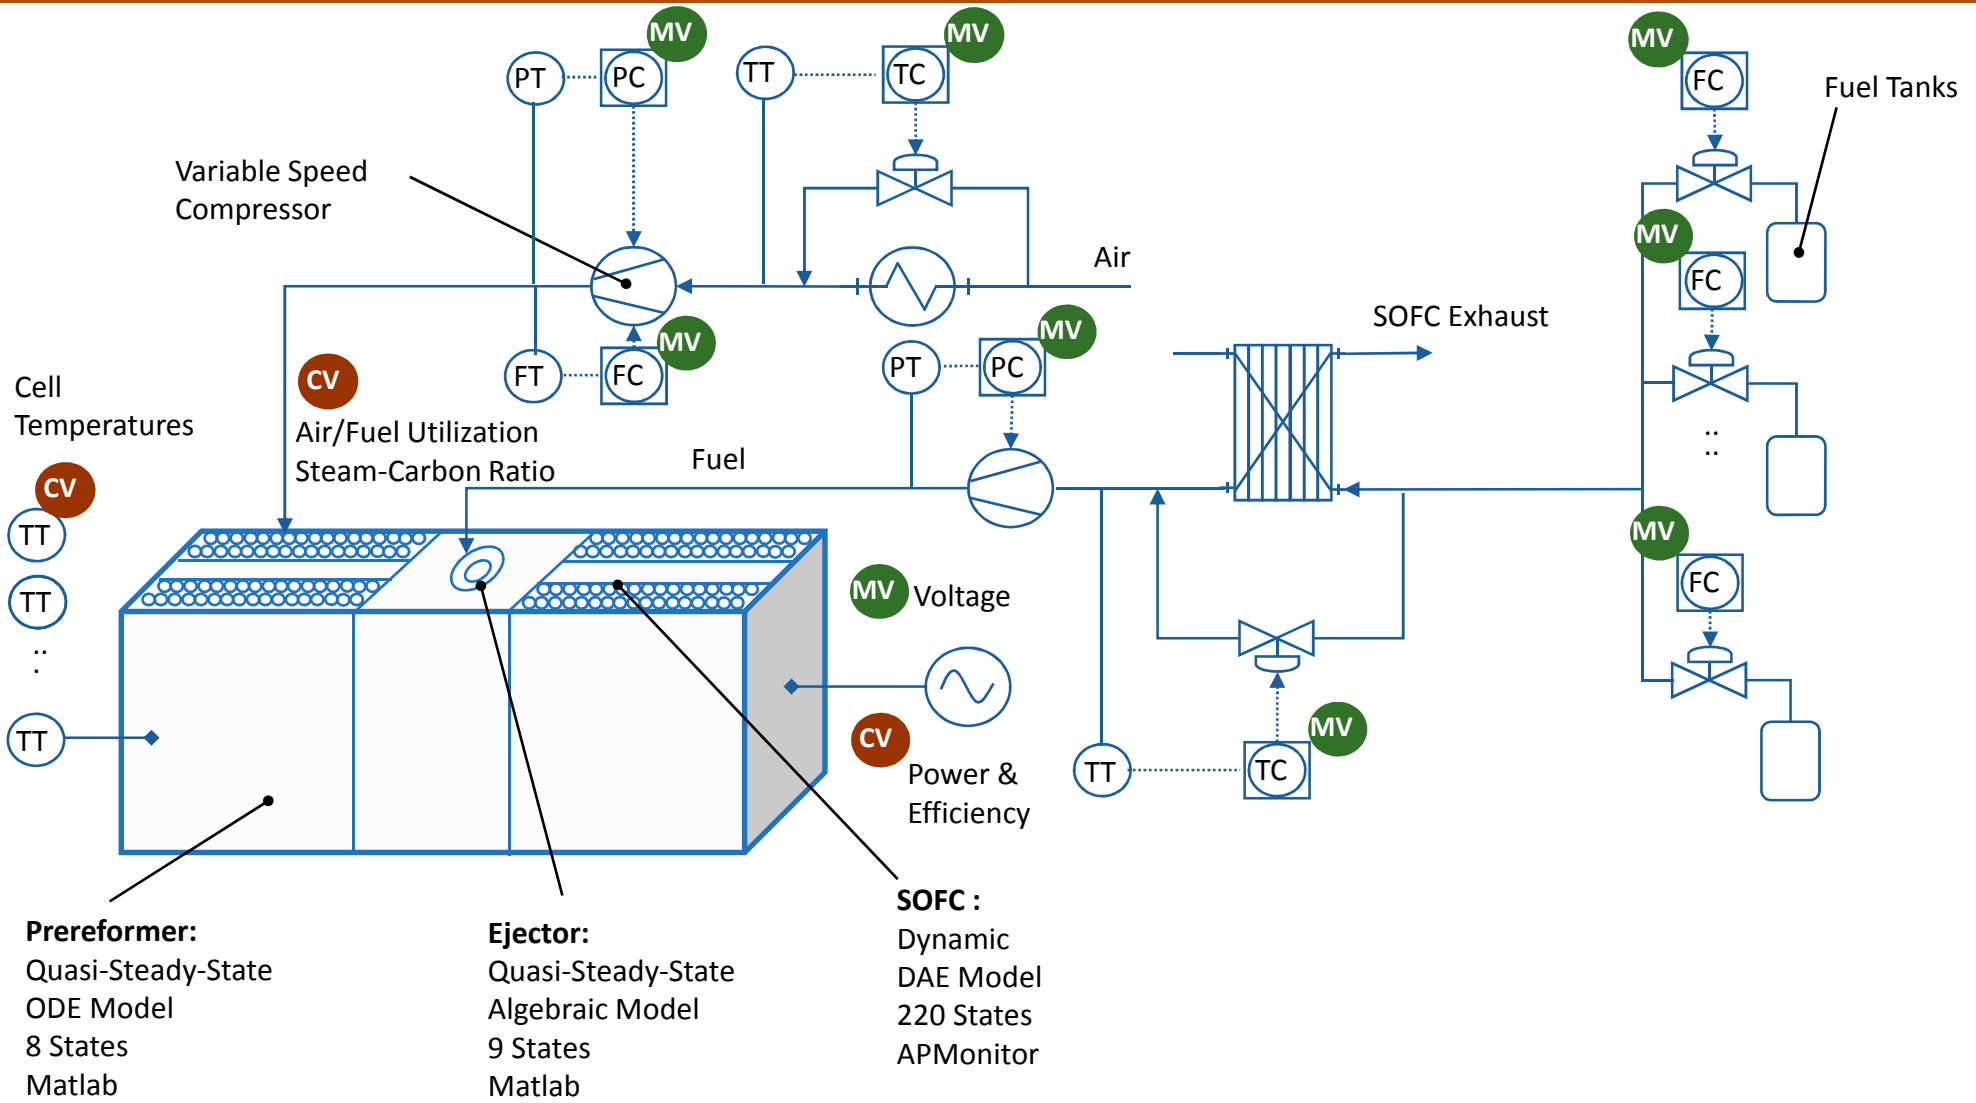 MV
MV
MV
PT
PC
TT
TC
FC
Fuel Tanks
Variable Speed
Compressor
MV
FC
Air
SOFC Exhaust
MV
MV
FT
FC
PT
PC
CV
Cell
Temperatures
Air/Fuel Utilization
Steam-Carbon Ratio
Fuel
CV
TT
TT
TT
MV
FC
MV Voltage
CV
Power &
Efficiency
MV
TT
TC
Prereformer:
Quasi-Steady-State
ODE Model
8 States
Matlab
Ejector:
Quasi-Steady-State
Algebraic Model
9 States
Matlab
SOFC :
Dynamic
DAE Model
220 States
APMonitor